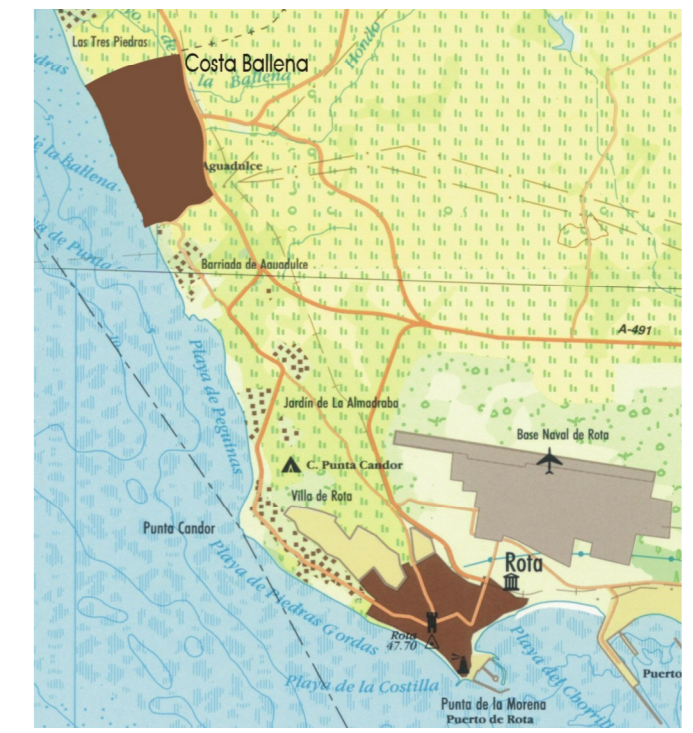 Las Tres Piedras
Costa Ballena
la Ballena
Hondo
de la Ballena
Aguadulce
de Punta
Barriada de Aguadulce
A-491
Playa de Peguinas
Jardín de La Almadraba
Base Naval de Rota
C. Punta Candor
Villa de Rota
Punta Candor
Playa de Piedras Gordas
Rota
Rota
47.70
Playa de la Costilla
Playa del Chorrill
Puerto
Punta de la Morena
Puerto de Rota